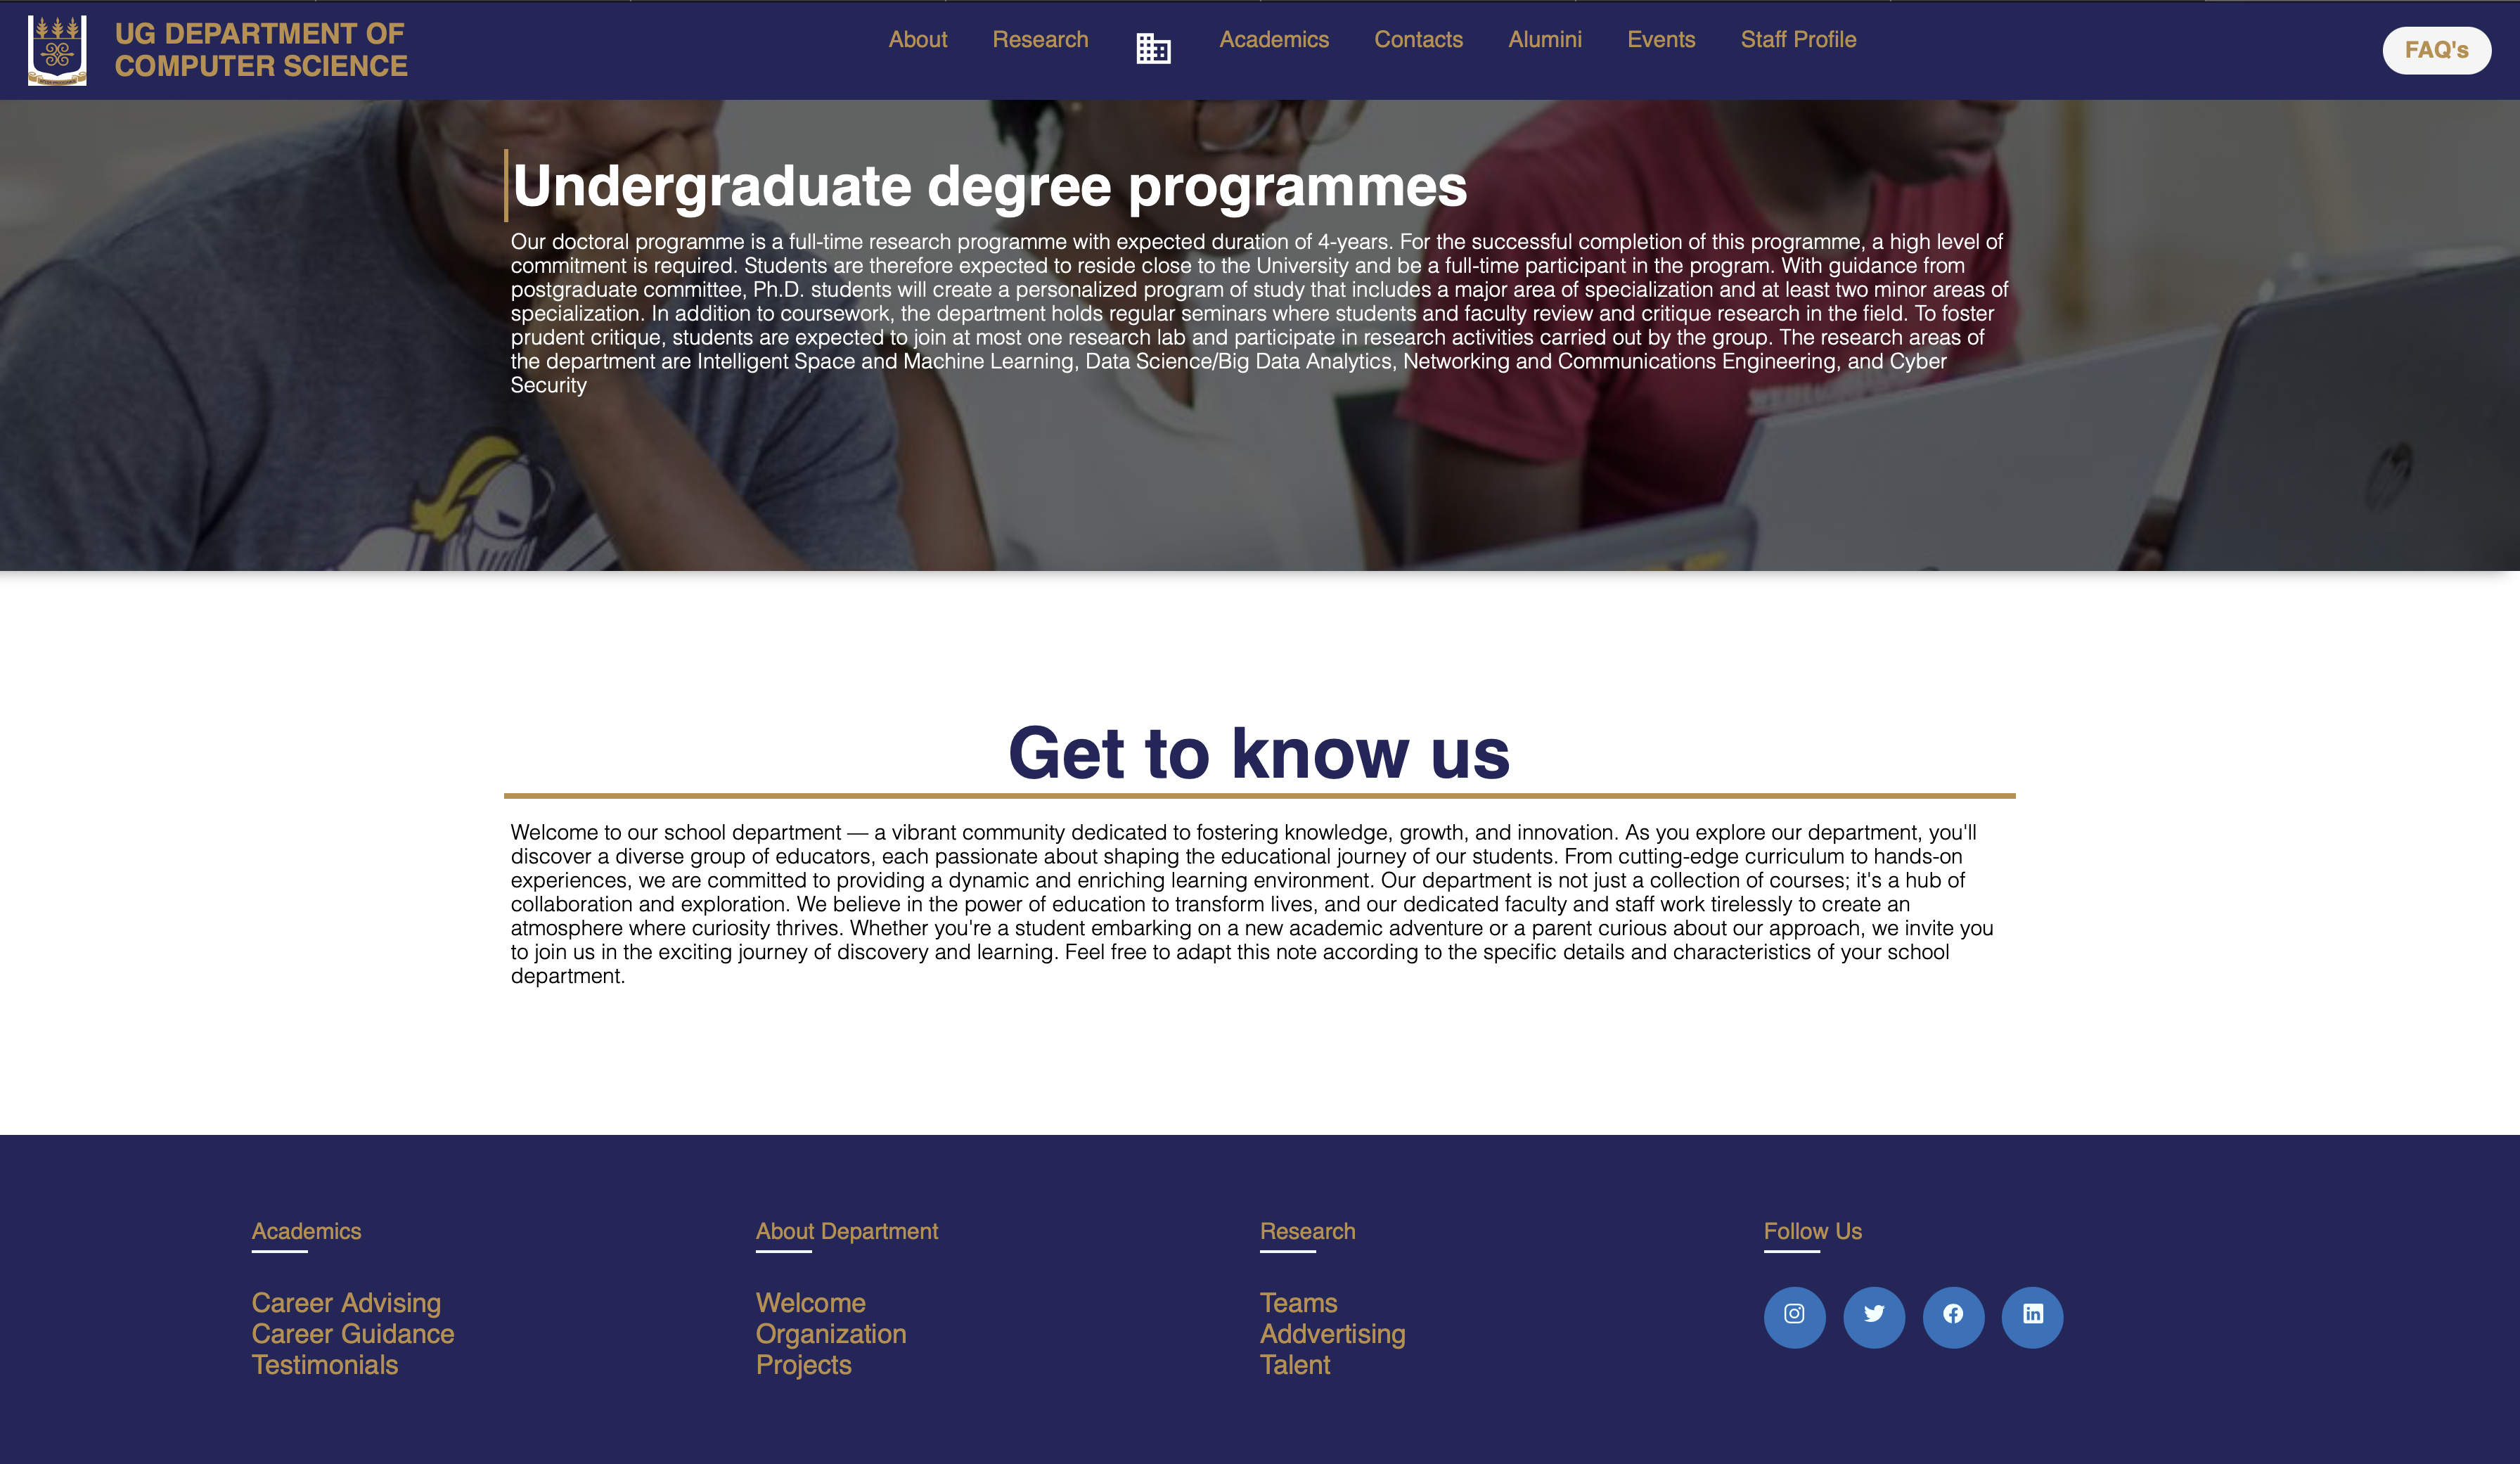 UG DEPARTMENT OF
COMPUTER SCIENCE
About Research Academics Contacts Alumini Events Staff Profile FAQ's
Undergraduate degree programmes
Our doctoral programme is a full-time research programme with expected duration of 4-years. For the successful completion of this programme, a high level of
commitment is required. Students are therefore expected to reside close to the University and be a full-time participant in the program. With guidance from
postgraduate committee, Ph.D. students will create a personalized program of study that includes a major area of specialization and at least two minor areas of
specialization. In addition to coursework, the department holds regular seminars where students and faculty review and critique research in the field. To foster
prudent critique, students are expected to join at most one research lab and participate in research activities carried out by the group. The research areas of
the department are Intelligent Space and Machine Learning, Data Science/Big Data Analytics, Networking and Communications Engineering, and Cyber
Security
Get to know us
Welcome to our school department — a vibrant community dedicated to fostering knowledge, growth, and innovation. As you explore our department, you'll
discover a diverse group of educators, each passionate about shaping the educational journey of our students. From cutting-edge curriculum to hands-on
experiences, we are committed to providing a dynamic and enriching learning environment. Our department is not just a collection of courses; it's a hub of
collaboration and exploration. We believe in the power of education to transform lives, and our dedicated faculty and staff work tirelessly to create an
atmosphere where curiosity thrives. Whether you're a student embarking on a new academic adventure or a parent curious about our approach, we invite you
to join us in the exciting journey of discovery and learning. Feel free to adapt this note according to the specific details and characteristics of your school
department.
Academics
Career Advising
Career Guidance
Testimonials
About Department
Welcome
Organization
Projects
Research
Teams
Addvertising
Talent
Follow Us